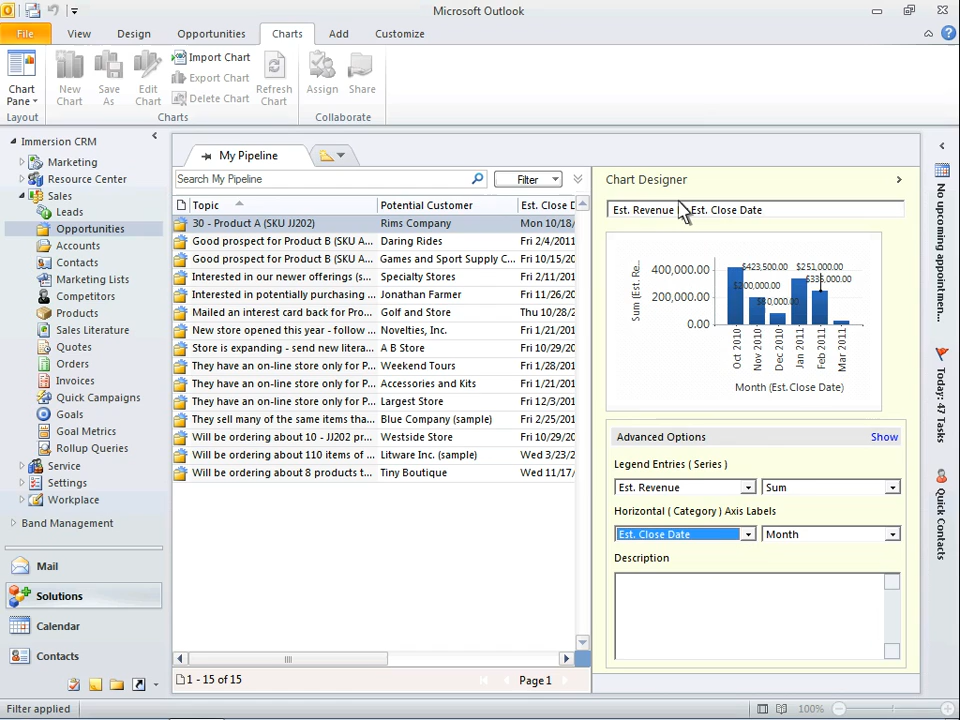 Microsoft Outlook
File View Design Opportunities Charts Add Customize
Chart Pane
New Chart
Save As
Edit Chart
Import Chart
Export Chart
Delete Chart
Refresh Chart
Assign
Share
Layout Charts Collaborate
Immersion CRM
Marketing
Resource Center
Sales
Leads
Opportunities
Accounts
Contacts
Marketing Lists
Competitors
Products
Sales Literature
Quotes
Orders
Invoices
Quick Campaigns
Goals
Goal Metrics
Rollup Queries
Service
Settings
Workplace
Band Management
Mail
Solutions
Calendar
Contacts
My Pipeline
Search My Pipeline
Filter
Topic Potential Customer Est. Close D
30 - Product A (SKU JJ202) Rims Company Mon 10/18/
Good prospect for Product B (SKU A... Daring Rides Fri 2/4/2011
Good prospect for Product B (SKU A... Games and Sport Supply C... Fri 10/15/20
Interested in our newer offerings (s... Specialty Stores Fri 2/11/201
Interested in potentially purchasing ... Jonathan Farmer Fri 11/26/20
Mailed an interest card back for Pro... Golf and Store Thu 10/28/2
New store opened this year - follow ... Novelties, Inc. Fri 1/21/201
Store is expanding - send new litera... A B Store Fri 10/29/20
They have an on-line store only for P... Weekend Tours Fri 1/28/201
They have an on-line store only for P... Accessories and Kits Fri 1/21/201
They have an on-line store only for P... Largest Store Fri 12/3/201
They sell many of the same items tha... Blue Company (sample) Fri 2/25/201
Will be ordering about 10 - JJ202 pr... Westside Store Fri 10/29/20
Will be ordering about 110 items of ... Litware Inc. (sample) Wed 3/23/2
Will be ordering about 8 products t... Tiny Boutique Wed 11/17/
1 - 15 of 15
Page 1
Chart Designer
Est. Revenue Est. Close Date
Sum (Est. Re...
400,000.00
200,000.00
0.00
$423,500.00
$200,000.00
$80,000.00
$251,000.00
Oct 2010
Nov 2010
Dec 2010
Jan 2011
Feb 2011
Mar 2011
Month (Est.Close Date)
Advanced Options Show
Legend Entries ( Series )
Est. Revenue Sum
Horizontal ( Category ) Axis Labels
Est. Close Date Month
Description
No upcoming appointmen...
Today: 47 Tasks
Quick Contacts
Filter applied
100%